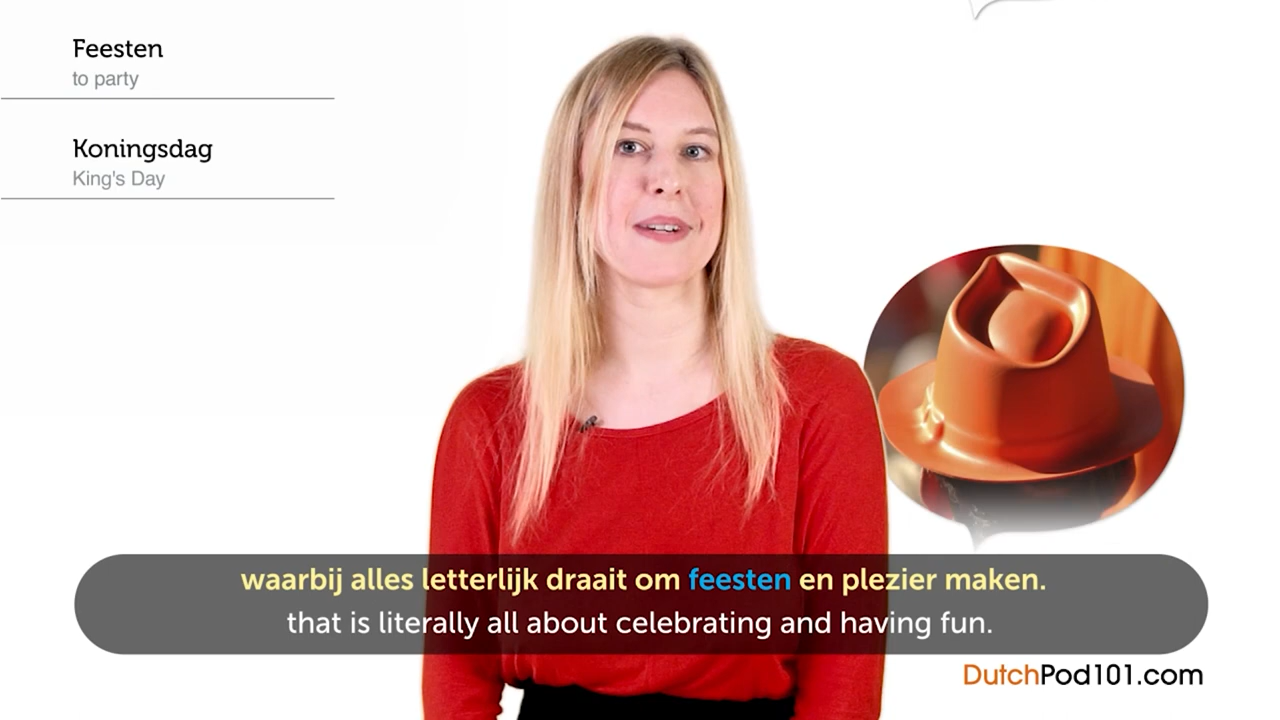 Feesten
to party
Koningsdag
King's Day
waarbij alles letterlijk draait om feesten en plezier maken.
that is literally all about celebrating and having fun.
DutchPod101.com